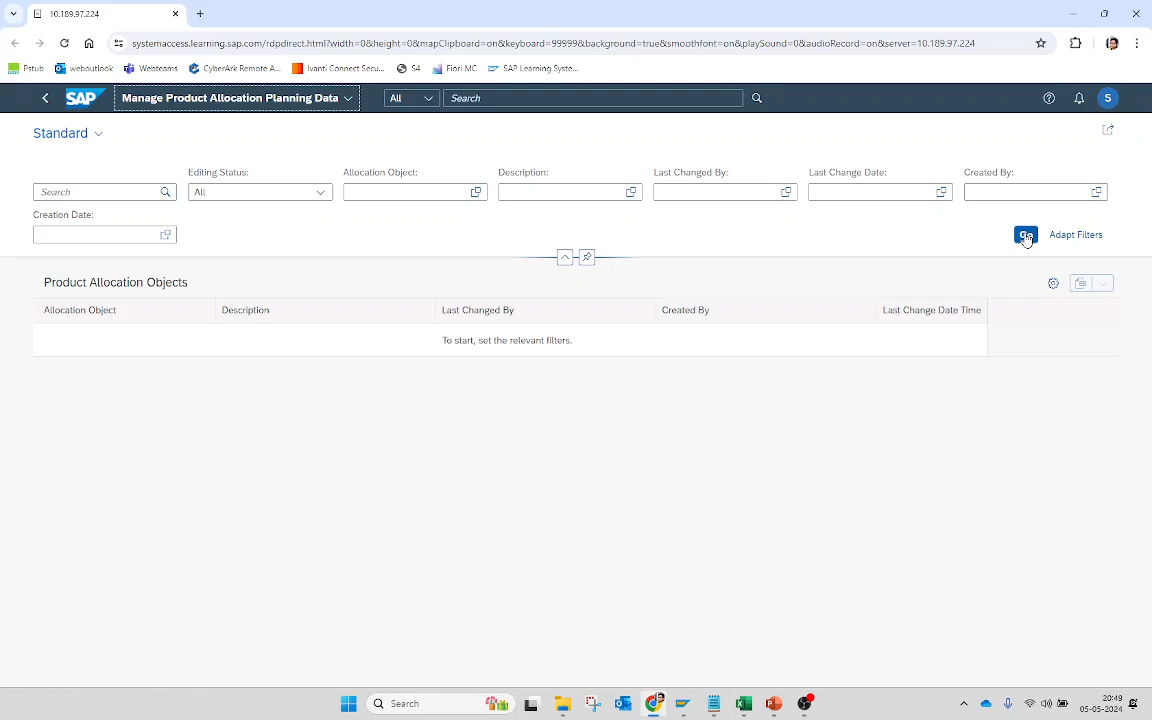 10.189.97.224
systemaccess.learning.sap.com/rdpdirect.html?width=0&height=0&mapClipboard=on&keyboard=99999&background=true&smoothfont=on&playSound=0&audioRecord=on&server=10.189.97.224
Pstub weboutlook Webteams CyberArk Remote A... Ivanti Connect Secu... S4 Fiori MC SAP Learning Syste...
SAP Manage Product Allocation Planning Data All Search S
Standard
Editing Status: Allocation Object: Description: Last Changed By: Last Change Date: Created By:
Search All
Creation Date:
Adapt Filters
Product Allocation Objects
Allocation Object Description Last Changed By Created By Last Change Date Time
To start, set the relevant filters.
Search
20:49
05-05-2024